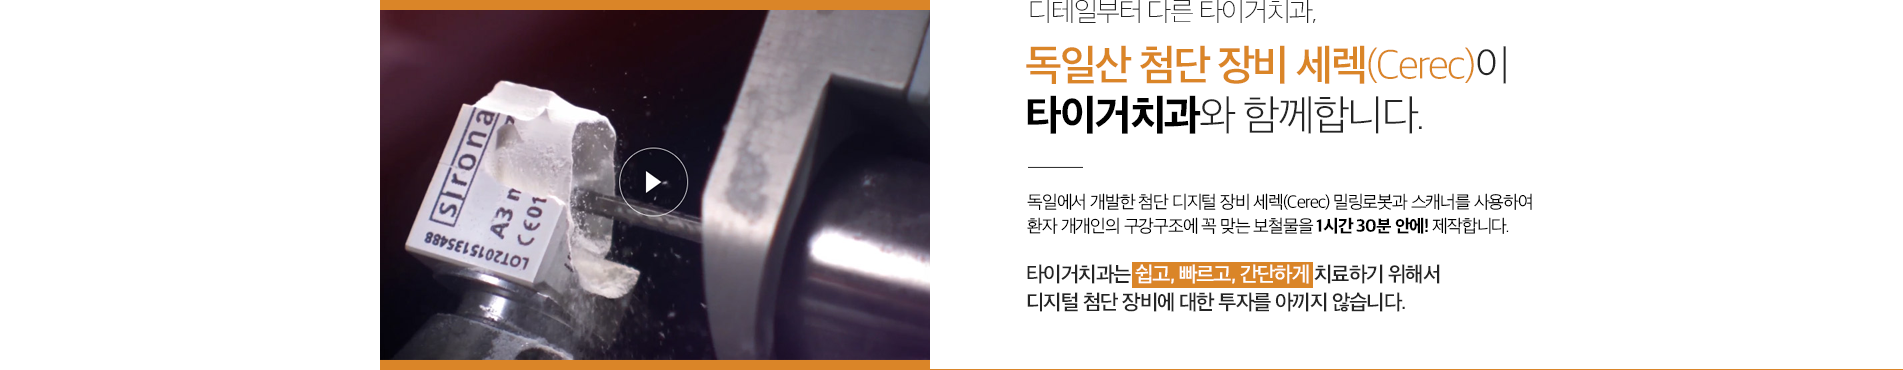 디테일부터 다른 타이거치과,
독일산 첨단 장비 세렉(Cerec)이
타이거치과와 함께합니다.
독일에서 개발한 첨단 디지털 장비 세렉(Cerec) 밀링로봇과 스캐너를 사용하여
환자 개개인의 구강구조에 꼭 맞는 보철물을 1시간 30분 안에! 제작합니다.
타이거치과는 쉽고, 빠르고, 간단하게 치료하기 위해서
디지털 첨단 장비에 대한 투자를 아끼지 않습니다.
sirona
A3 m
CE01
LOT2015135488